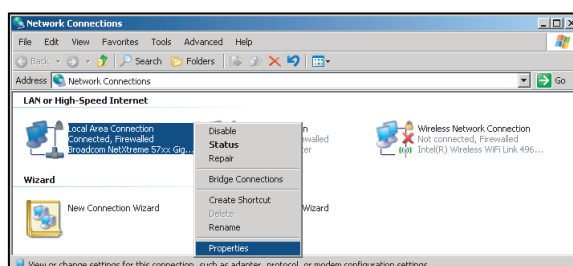 Network Connections
File Edit View Favorites Tools Advanced Help
Back Search Folders
Address Network Connections Go
LAN or High-Speed Internet
Local Area Connection
Connected, Firewalled
Broadcom NetXtreme 57xx Gig...
Disable
Status
Repair
Bridge Connections
Create Shortcut
Delete
Rename
Properties
Wireless Network Connection
Not connected, Firewalled
Intel(R) Wireless WiFi Link 496...
Wizard
New Connection Wizard
Wizard
View or change settings for this connection, such as adapter, protocol, or modem configuration settings.